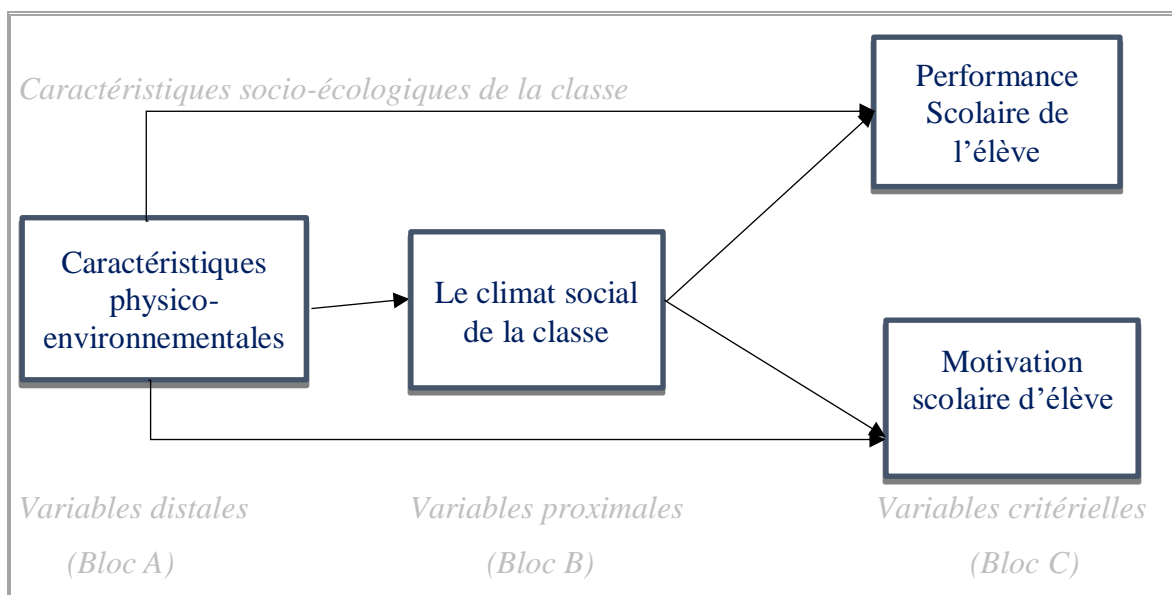 Caractéristiques socio-écologiques de la classe
Performance
Scolaire de
l’élève
Caractéristiques
physico-
environnementales
Le climat social
de la classe
Motivation
scolaire d’élève
Variables distales
(Bloc A)
Variables proximales
(Bloc B)
Variables critérielles
(Bloc C)